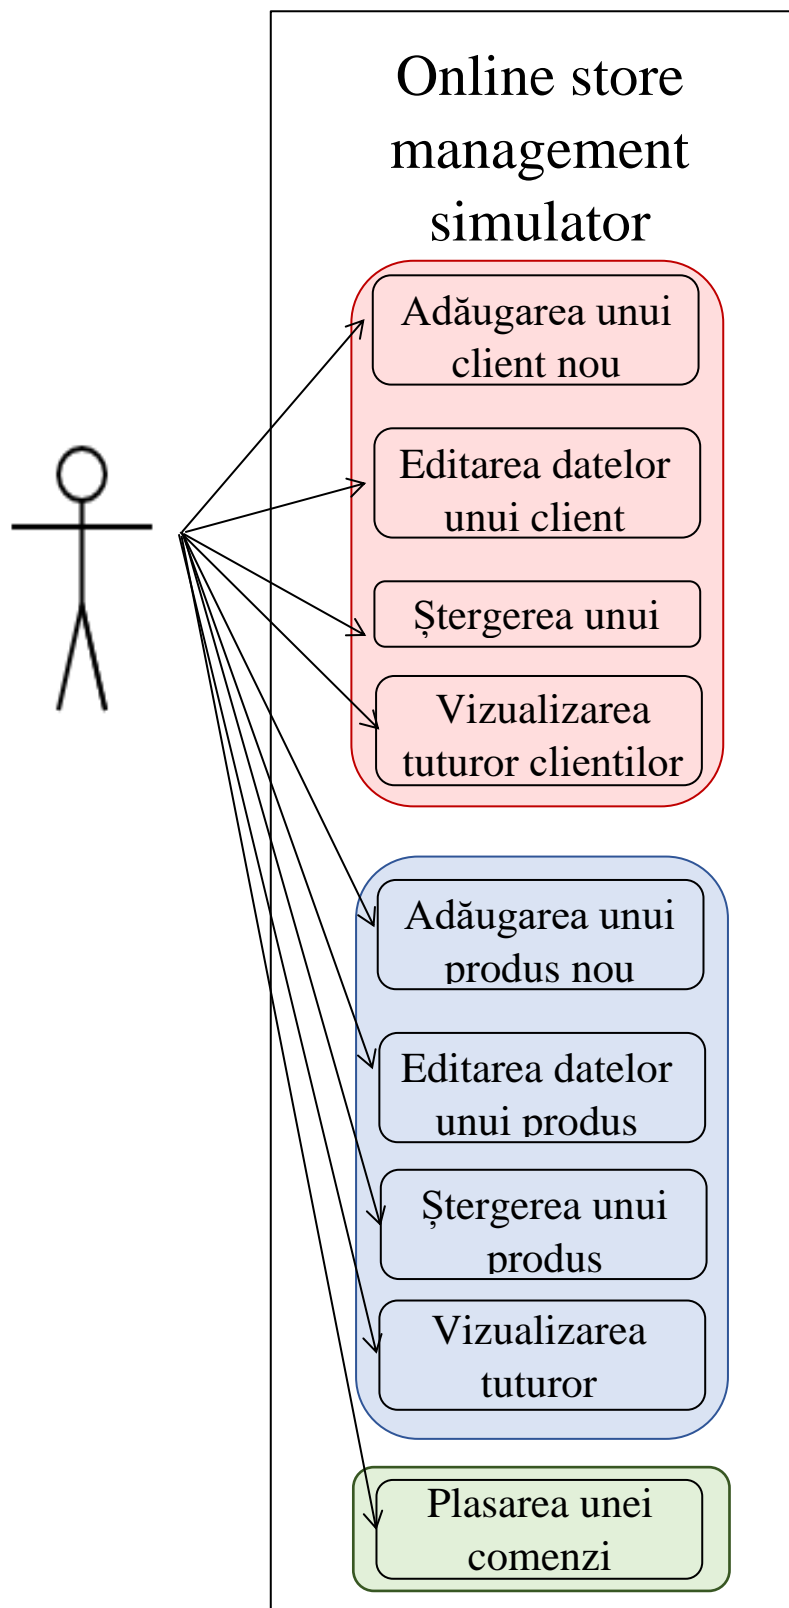 Online store
management
simulator
Adăugarea unui
client nou
Editarea datelor
unui client
Ștergerea unui
Vizualizarea
tuturor clientilor
Adăugarea unui
produs nou
Editarea datelor
unui produs
Ștergerea unui
produs
Vizualizarea
tuturor
Plasarea unei
comenzi